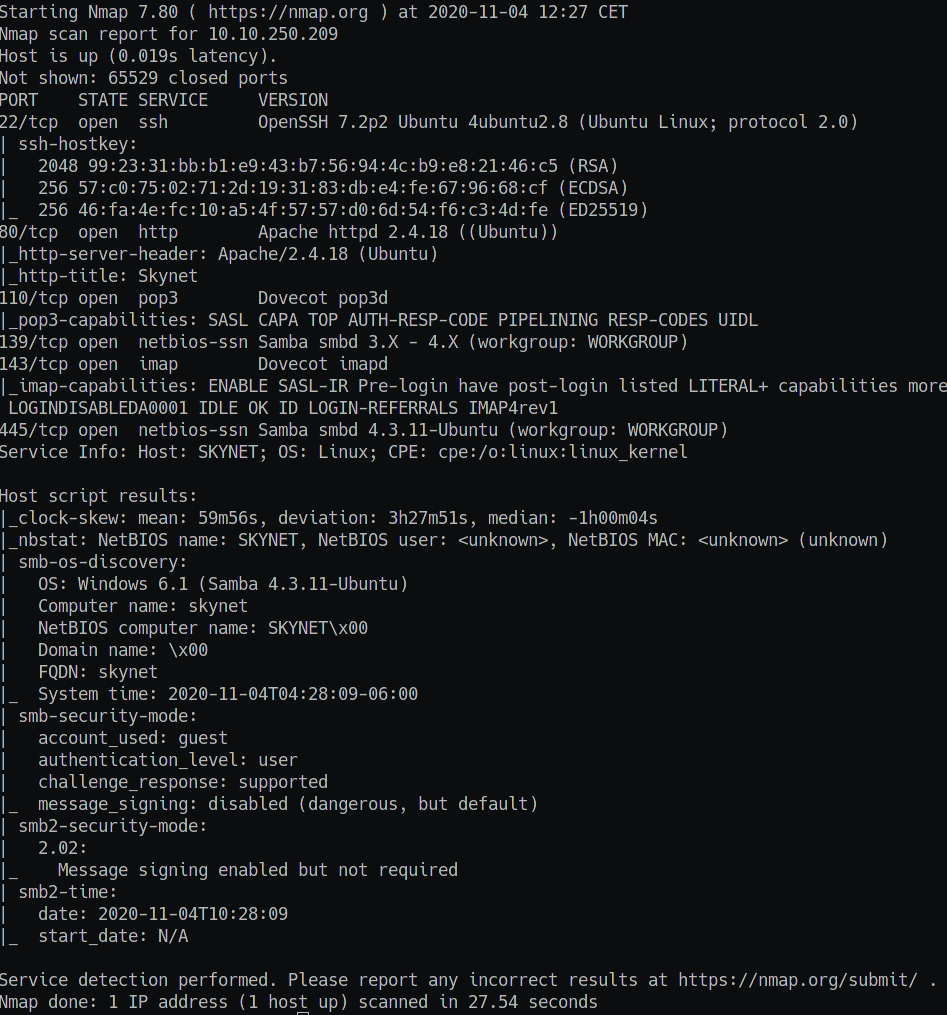 Starting Nmap 7.80 ( https://nmap.org ) at 2020-11-04 12:27 CET
Nmap scan report for 10.10.250.209
Host is up (0.019s latency).
Not shown: 65529 closed ports
PORT    STATE SERVICE     VERSION
22/tcp  open  ssh         OpenSSH 7.2p2 Ubuntu 4ubuntu2.8 (Ubuntu Linux; protocol 2.0)
| ssh-hostkey:
|   2048 99:23:31:bb:b1:e9:43:b7:56:94:4c:b9:e8:21:46:c5 (RSA)
|   256 57:c0:75:02:71:2d:19:31:83:db:e4:fe:67:96:68:cf (ECDSA)
|_  256 46:fa:4e:fc:10:a5:4f:57:57:d0:6d:54:f6:c3:4d:fe (ED25519)
80/tcp  open  http        Apache httpd 2.4.18 ((Ubuntu))
|_http-server-header: Apache/2.4.18 (Ubuntu)
|_http-title: Skynet
110/tcp open  pop3        Dovecot pop3d
|_pop3-capabilities: SASL CAPA TOP AUTH-RESP-CODE PIPELINING RESP-CODES UIDL
139/tcp open  netbios-ssn Samba smbd 3.X - 4.X (workgroup: WORKGROUP)
143/tcp open  imap        Dovecot imapd
|_imap-capabilities: ENABLE SASL-IR Pre-login have post-login listed LITERAL+ capabilities more
 LOGINDISABLEDA0001 IDLE OK ID LOGIN-REFERRALS IMAP4rev1
445/tcp open  netbios-ssn Samba smbd 4.3.11-Ubuntu (workgroup: WORKGROUP)
Service Info: Host: SKYNET; OS: Linux; CPE: cpe:/o:linux:linux_kernel

Host script results:
|_clock-skew: mean: 59m56s, deviation: 3h27m51s, median: -1h00m04s
|_nbstat: NetBIOS name: SKYNET, NetBIOS user: <unknown>, NetBIOS MAC: <unknown> (unknown)
| smb-os-discovery:
|   OS: Windows 6.1 (Samba 4.3.11-Ubuntu)
|   Computer name: skynet
|   NetBIOS computer name: SKYNET\x00
|   Domain name: \x00
|   FQDN: skynet
|_  System time: 2020-11-04T04:28:09-06:00
| smb-security-mode:
|   account_used: guest
|   authentication_level: user
|   challenge_response: supported
|_  message_signing: disabled (dangerous, but default)
| smb2-security-mode:
|   2.02:
|_    Message signing enabled but not required
| smb2-time:
|   date: 2020-11-04T10:28:09
|_  start_date: N/A

Service detection performed. Please report any incorrect results at https://nmap.org/submit/ .
Nmap done: 1 IP address (1 host up) scanned in 27.54 seconds